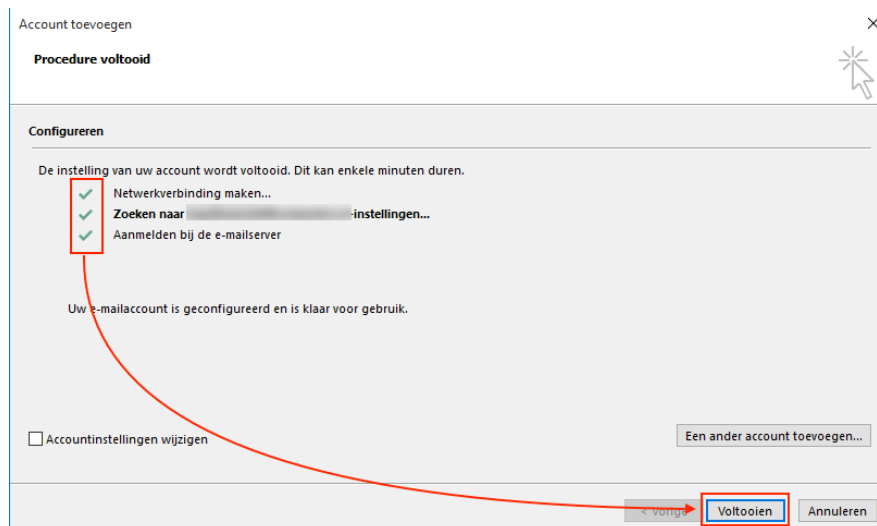 Account toevoegen
Procedure voltooid
Configureren
De instelling van uw account wordt voltooid. Dit kan enkele minuten duren.
Netwerkverbinding maken...
Zoeken naar -instellingen...
Aanmelden bij de e-mailserver
Uw e-mailaccount is geconfigureerd en is klaar voor gebruik.
Accountinstellingen wijzigen
Een ander account toevoegen...
< Vorige
Voltooien
Annuleren